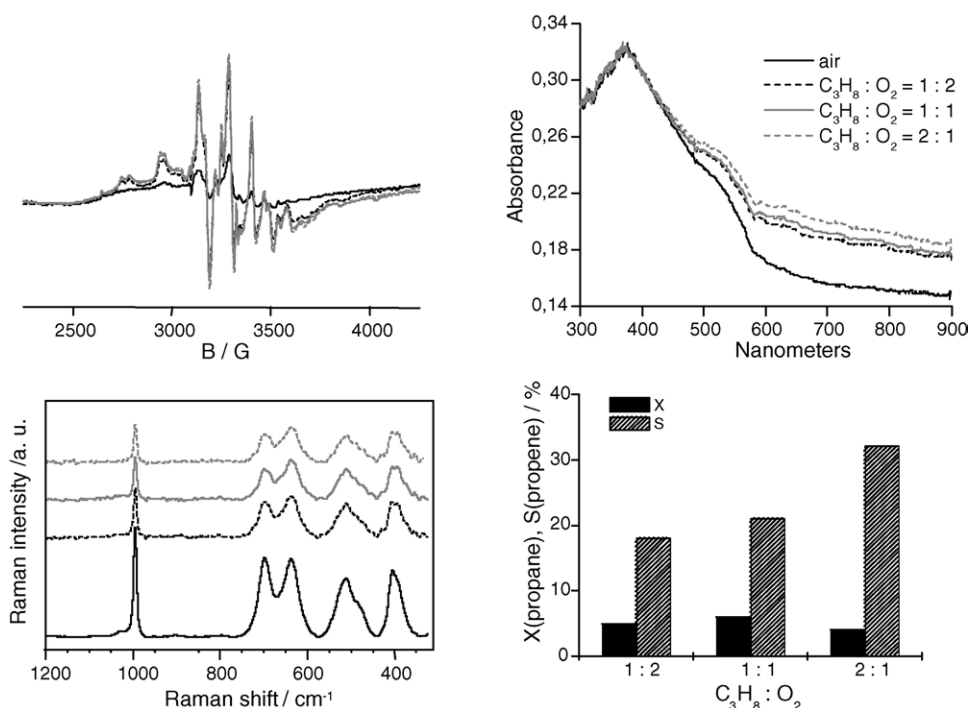 2500
3000
3500
4000
B / G
0,34
0,30
0,26
0,22
0,18
0,14
Absorbance
air
C₃H₈ : O₂ = 1 : 2
C₃H₈ : O₂ = 1 : 1
C₃H₈ : O₂ = 2 : 1
300
400
500
600
700
800
900
Nanometers
Raman intensity /a. u.
1200
1000
800
600
400
Raman shift / cm⁻¹
X(propane), S(propene) / %
40
30
20
10
0
X
S
1 : 2
1 : 1
2 : 1
C₃H₈ : O₂